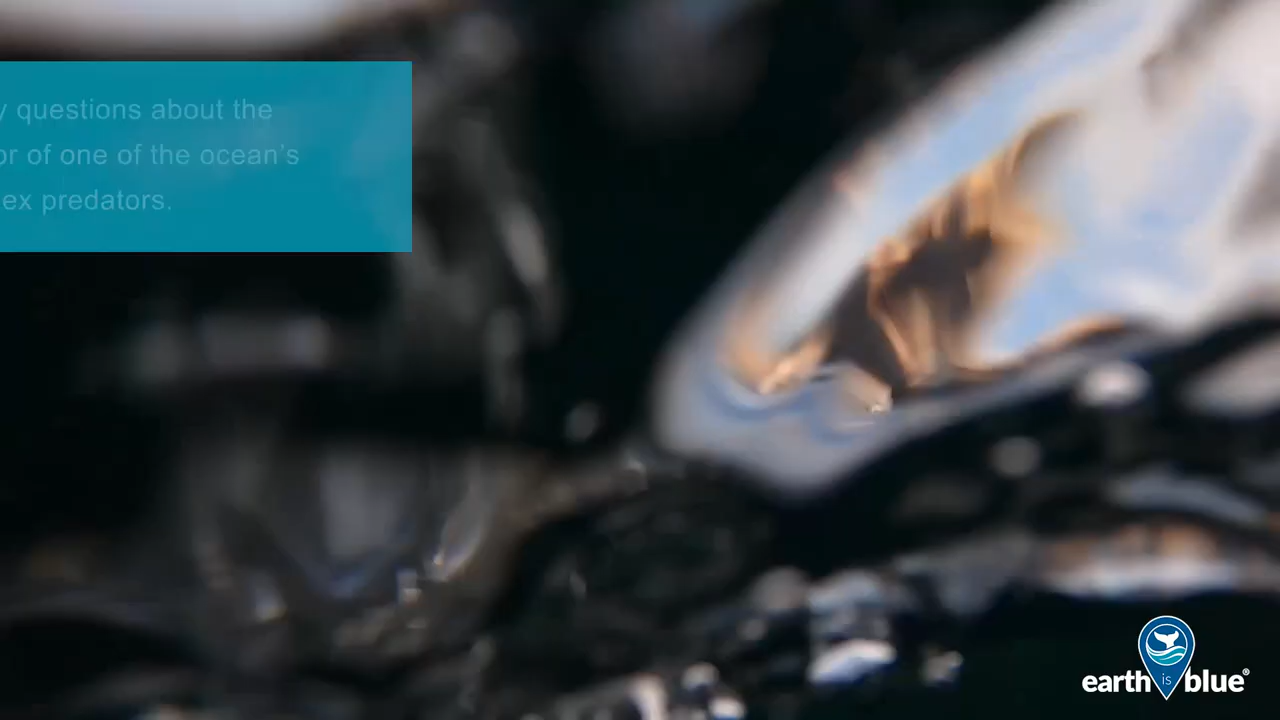 questions about the
of one of the ocean’s
predators.
earth is blue®